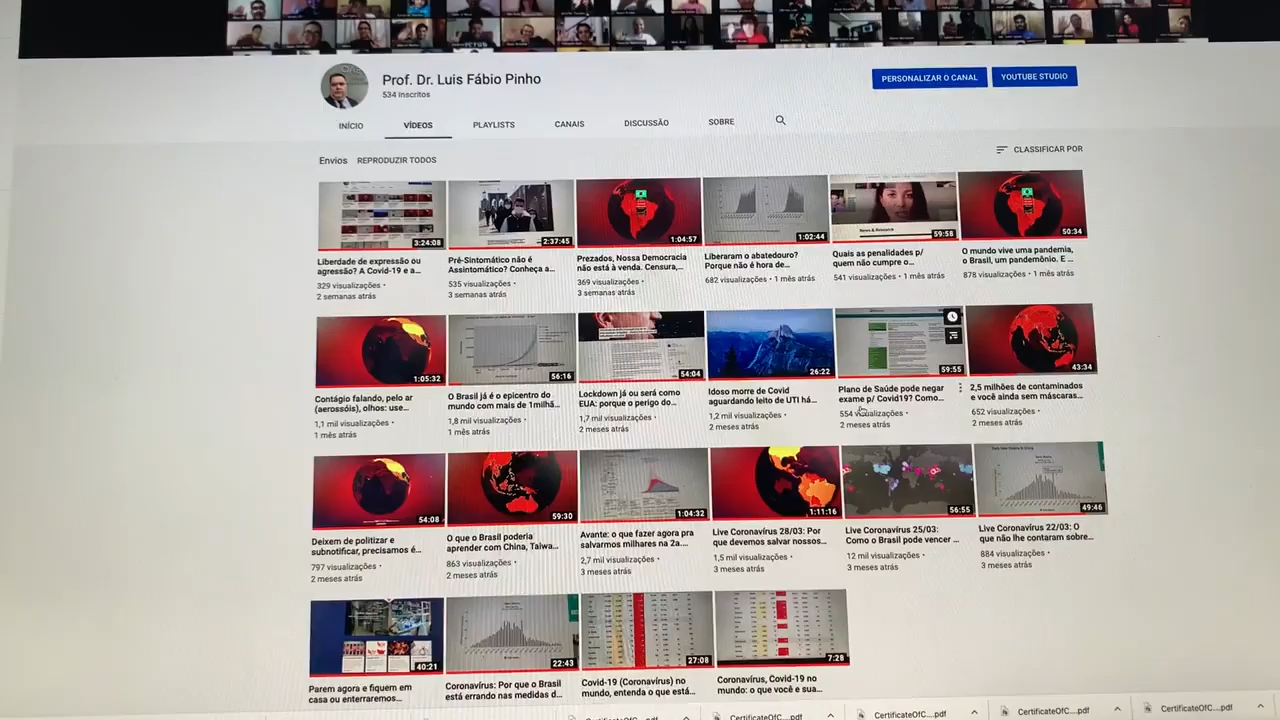 Prof. Dr. Luis Fábio Pinho
534 inscritos
PERSONALIZAR O CANAL
YOUTUBE STUDIO
INÍCIO
VÍDEOS
PLAYLISTS
CANAIS
DISCUSSÃO
SOBRE
Envios
REPRODUZIR TODOS
CLASSIFICAR POR
3:24:08
2:37:45
1:04:57
1:02:44
59:58
50:34
Liberdade de expressão ou
agressão? A Covid-19 e a...
329 visualizações •
2 semanas atrás
Pré-Sintomático não é
Assintomático? Conheça a...
535 visualizações •
3 semanas atrás
Prezados, Nossa Democracia
não está à venda. Censura,...
369 visualizações •
3 semanas atrás
Liberaram o abatedouro?
Porque não é hora de...
682 visualizações • 1 mês atrás
News & Research
Quais as penalidades p/
quem não cumpre o...
541 visualizações • 1 mês atrás
O mundo vive uma pandemia,
o Brasil, um pandemônio. E ...
878 visualizações • 1 mês atrás
1:05:32
56:16
54:04
26:22
59:55
43:34
Contágio falando, pelo ar
(aerossóis), olhos: use...
1,1 mil visualizações •
1 mês atrás
O Brasil já é o epicentro do
mundo com mais de 1milhã...
1,8 mil visualizações •
1 mês atrás
Lockdown já ou será como
EUA: porque o perigo do...
1,7 mil visualizações •
2 meses atrás
Idoso morre de Covid
aguardando leito de UTI há...
1,2 mil visualizações •
2 meses atrás
Plano de Saúde pode negar
exame p/ Covid19? Como...
554 visualizações •
2 meses atrás
2,5 milhões de contaminados
e você ainda sem máscaras...
652 visualizações •
2 meses atrás
54:08
59:30
1:04:32
1:11:16
56:55
49:46
Deixem de politizar e
subnotificar, precisamos é...
797 visualizações •
2 meses atrás
O que o Brasil poderia
aprender com China, Taiwa...
863 visualizações •
2 meses atrás
Avante: o que fazer agora pra
salvarmos milhares na 2a....
2,7 mil visualizações •
3 meses atrás
Live Coronavírus 28/03: Por
que devemos salvar nossos...
1,5 mil visualizações •
3 meses atrás
Live Coronavírus 25/03:
Como o Brasil pode vencer ...
12 mil visualizações •
3 meses atrás
Live Coronavírus 22/03: O
que não lhe contaram sobre...
884 visualizações •
3 meses atrás
40:21
22:43
27:08
7:28
Parem agora e fiquem em
casa ou enterraremos...
Coronavírus: Por que o Brasil
está errando nas medidas d...
Covid-19 (Coronavírus) no
mundo, entenda o que está...
Coronavírus, Covid-19 no
mundo: o que você e sua...
CertificateOfC....pdf
CertificateOfC....pdf
CertificateOfC....pdf
CertificateOfC....pdf
CertificateOfC....pdf